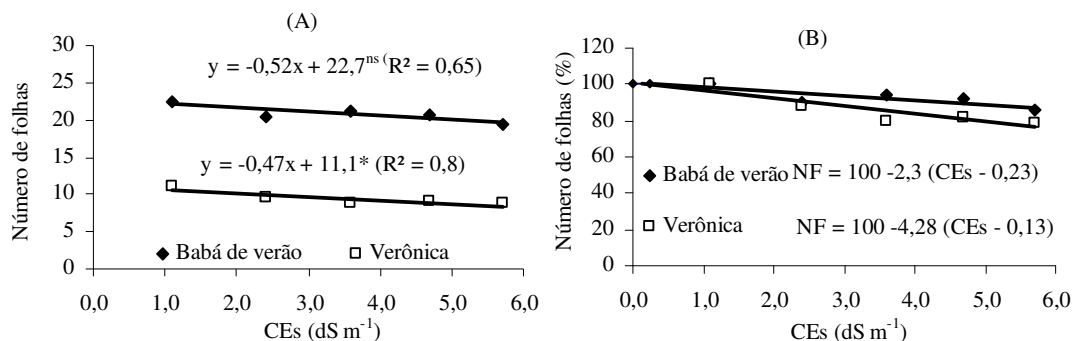 (A)
30
25
20
15
10
5
0
y = -0,52x + 22,7ns (R² = 0,65)
y = -0,47x + 11,1* (R² = 0,8)
Babá de verão
Verônica
0,0 1,0 2,0 3,0 4,0 5,0 6,0
CEs (dS m-1)
Número de folhas
(B)
120
100
80
60
40
20
0
Babá de verão NF = 100 -2,3 (CEs - 0,23)
Verônica NF = 100 -4,28 (CEs - 0,13)
0,0 1,0 2,0 3,0 4,0 5,0 6,0
CEs (dS m-1)
Número de folhas (%)